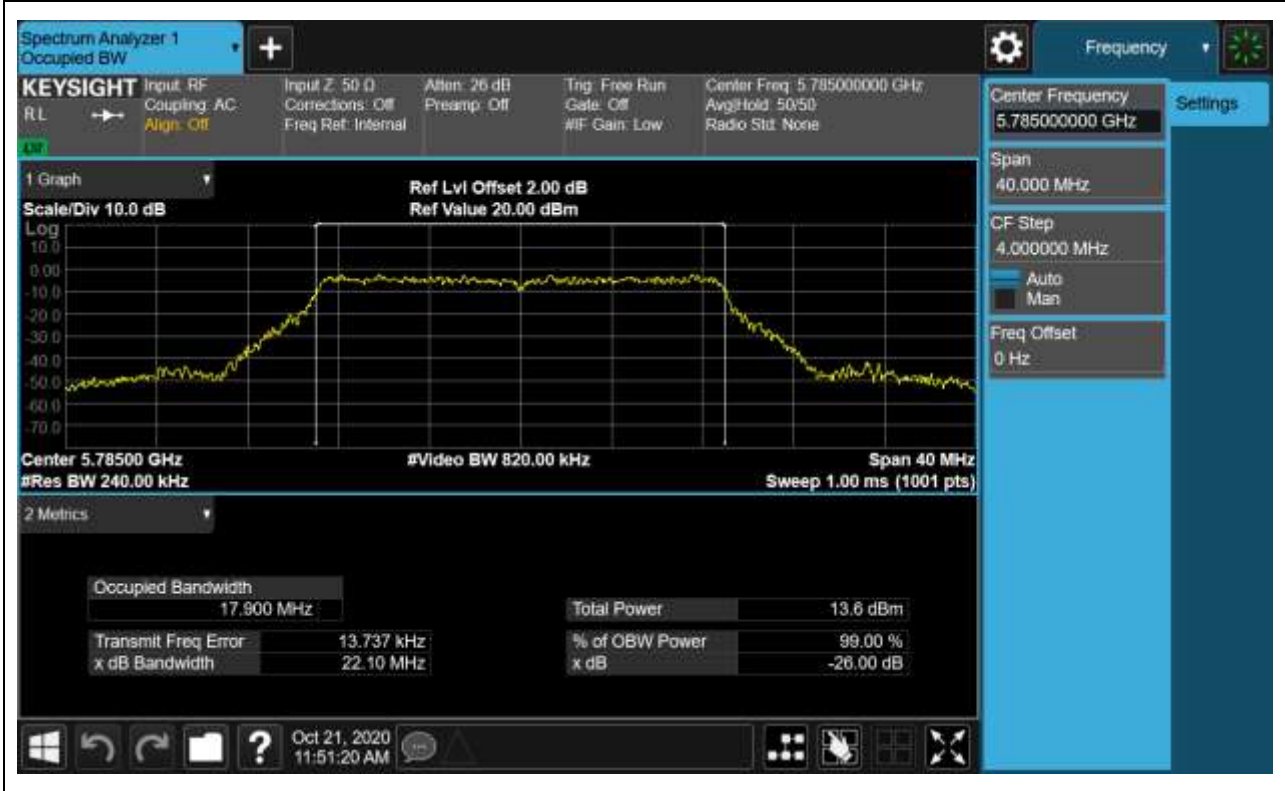 Spectrum Analyzer 1
Occupied BW
Frequency
KEYSIGHT
RL
Input: RF
Coupling: AC
Align: Off
Input Z: 50 Ω
Corrections: Off
Freq Ref: Internal
Atten: 26 dB
Preamp: Off
Trig: Free Run
Gate: Off
#IF Gain: Low
Center Freq: 5.785000000 GHz
Avg|Hold: 50/50
Radio Std: None
Center Frequency
5.785000000 GHz
Settings
Span
40.000 MHz
CF Step
4.000000 MHz
Auto
Man
Freq Offset
0 Hz
1 Graph
Scale/Div 10.0 dB
Ref Lvl Offset 2.00 dB
Ref Value 20.00 dBm
Log
10.0
0.00
-10.0
-20.0
-30.0
-40.0
-50.0
-60.0
-70.0
Center 5.78500 GHz
#Video BW 820.00 kHz
Span 40 MHz
#Res BW 240.00 kHz
Sweep 1.00 ms (1001 pts)
2 Metrics
Occupied Bandwidth
17.900 MHz
Total Power 13.6 dBm
Transmit Freq Error 13.737 kHz
% of OBW Power 99.00 %
x dB Bandwidth 22.10 MHz
x dB -26.00 dB
Oct 21, 2020
11:51:20 AM